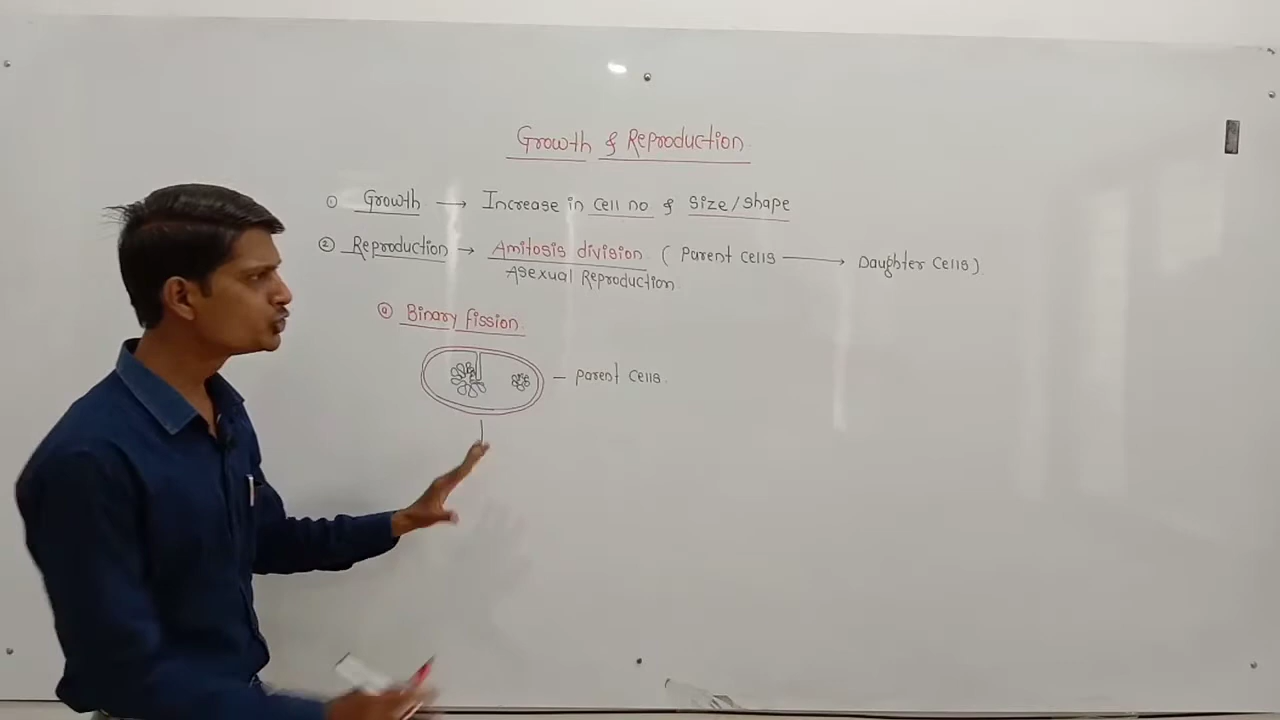 Growth & Reproduction
① Growth → Increase in cell no & Size/shape
② Reproduction → Amitosis division (Parent cells → Daughter cells)
Asexual Reproduction
ⓐ Binary fission
– Parent cells.